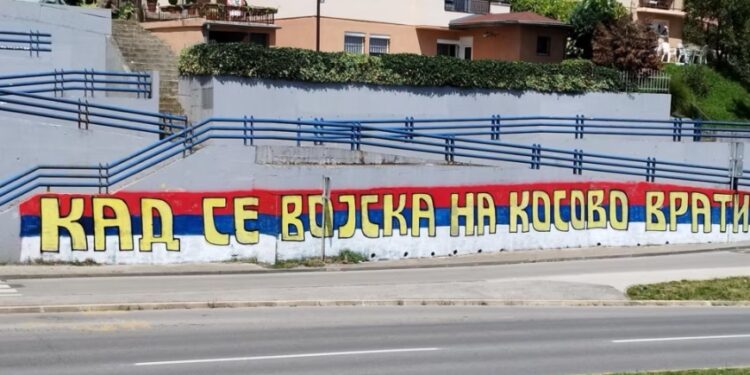 КАД СЕ ВОЈСКА НА КОСОВО ВРАТИ